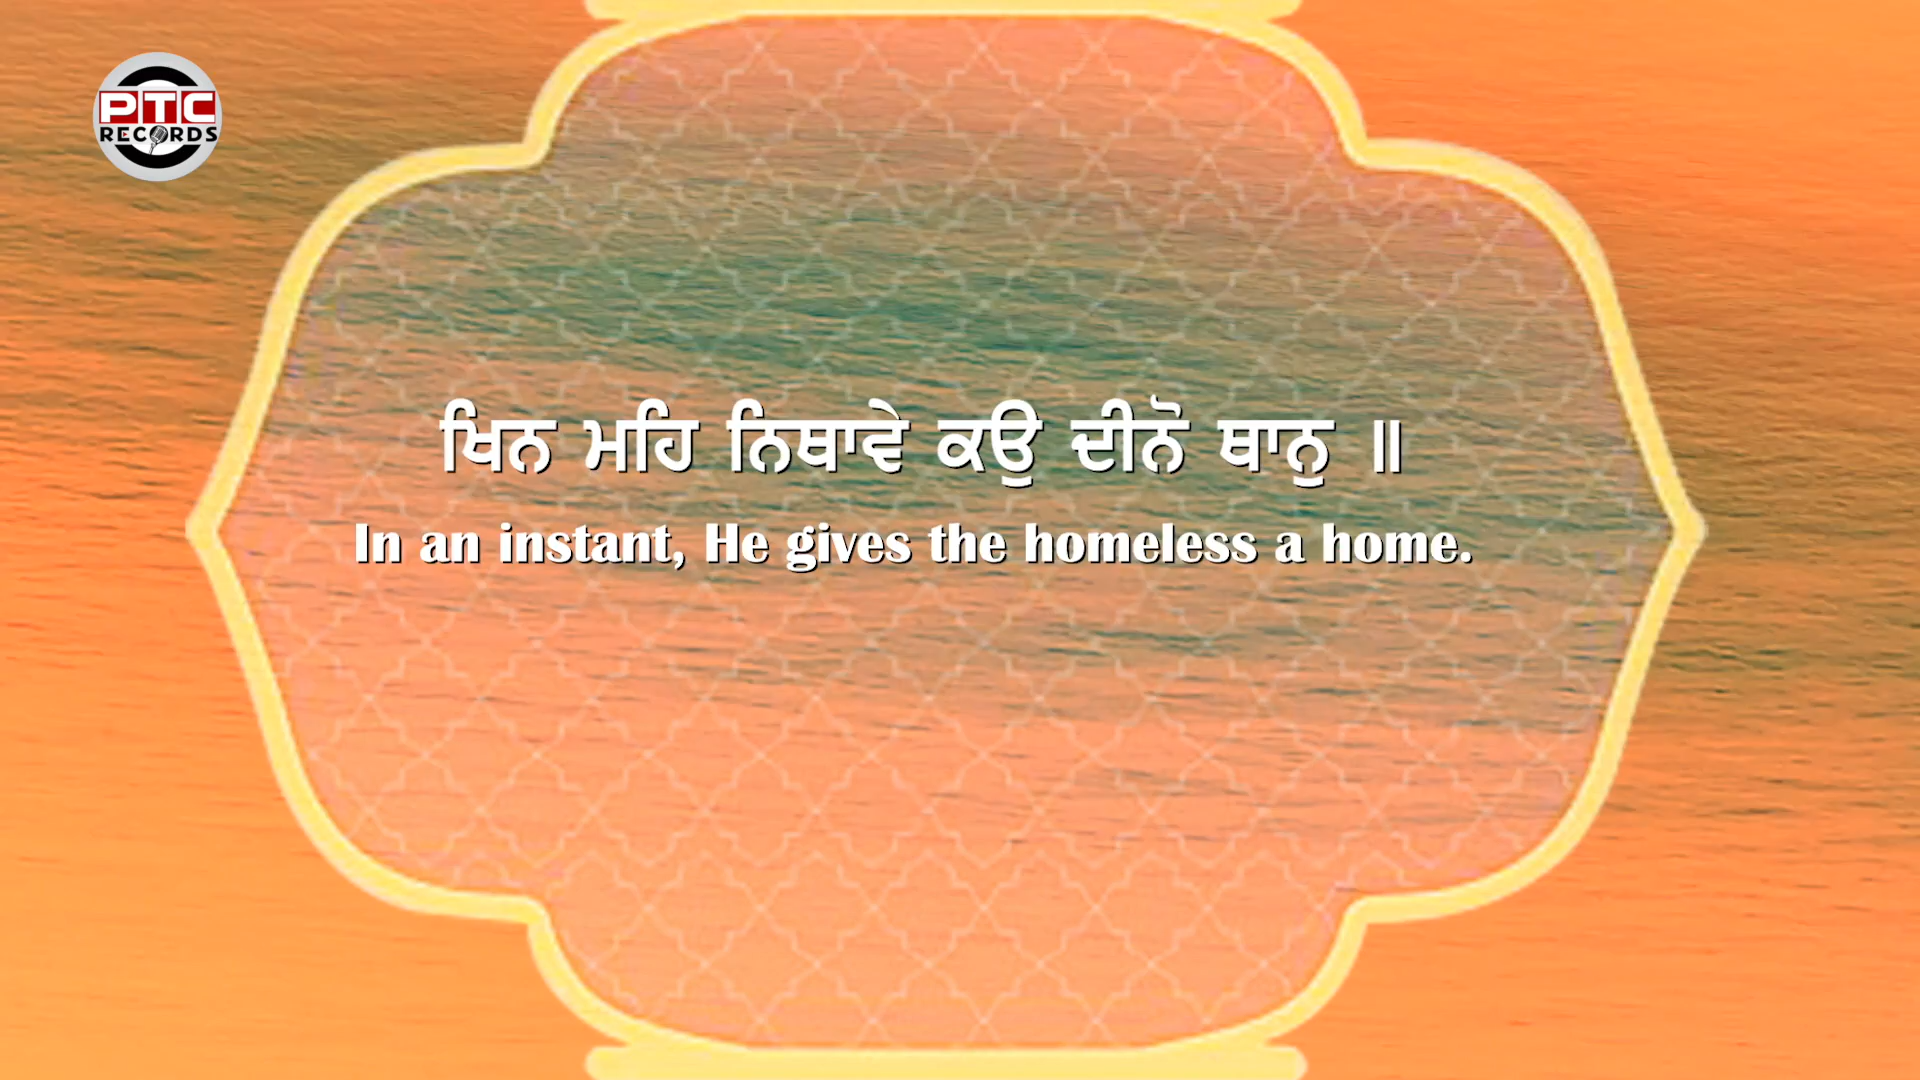 PTC
RECORDS
ਖਿਨ ਮਹਿ ਨਿਥਾਵੇ ਕਉ ਦੀਨੋ ਥਾਨੁ ॥
In an instant, He gives the homeless a home.